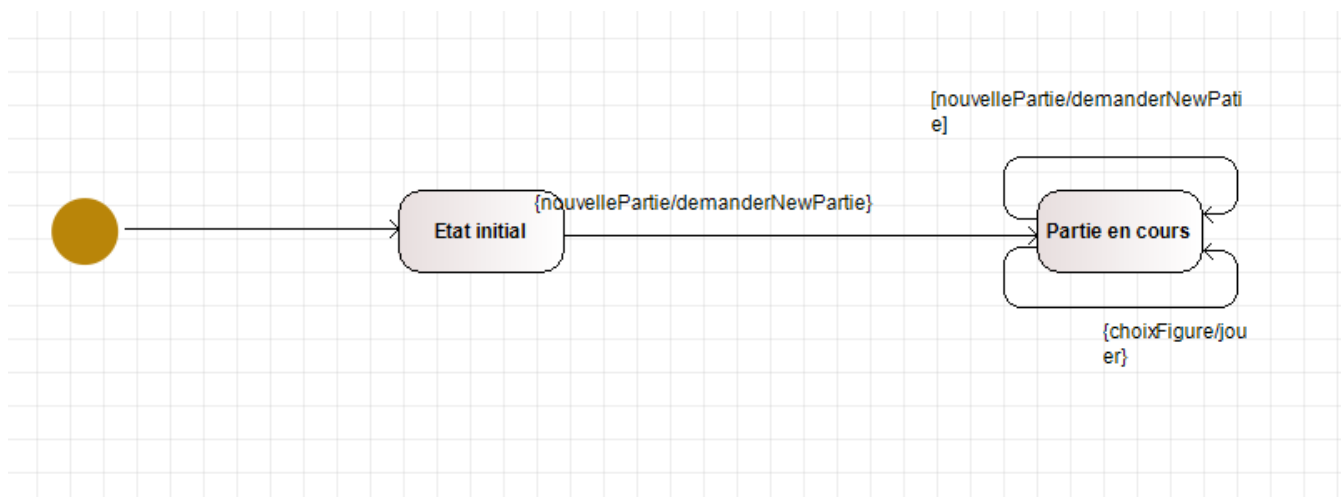 [nouvellePartie/demanderNewPati
e]
{nouvellePartie/demanderNewPartie}
Etat initial
Partie en cours
{choixFigure/jou
er}